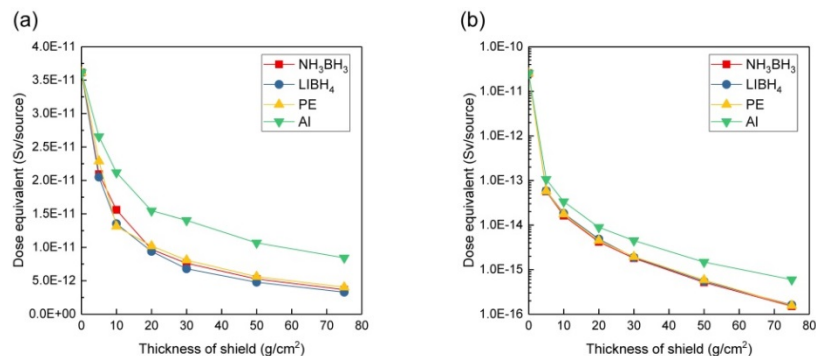 (a)
4.0E-11
3.5E-11
3.0E-11
2.5E-11
2.0E-11
1.5E-11
1.0E-11
5.0E-12
0.0E+00
0 10 20 30 40 50 60 70 80
Dose equivalent (Sv/source)
Thickness of shield (g/cm²)
NH₃BH₃
LIBH₄
PE
Al
(b)
1.0E-10
1.0E-11
1.0E-12
1.0E-13
1.0E-14
1.0E-15
1.0E-16
0 10 20 30 40 50 60 70 80
Dose equivalent (Sv/source)
Thickness of shield (g/cm²)
NH₃BH₃
LIBH₄
PE
Al